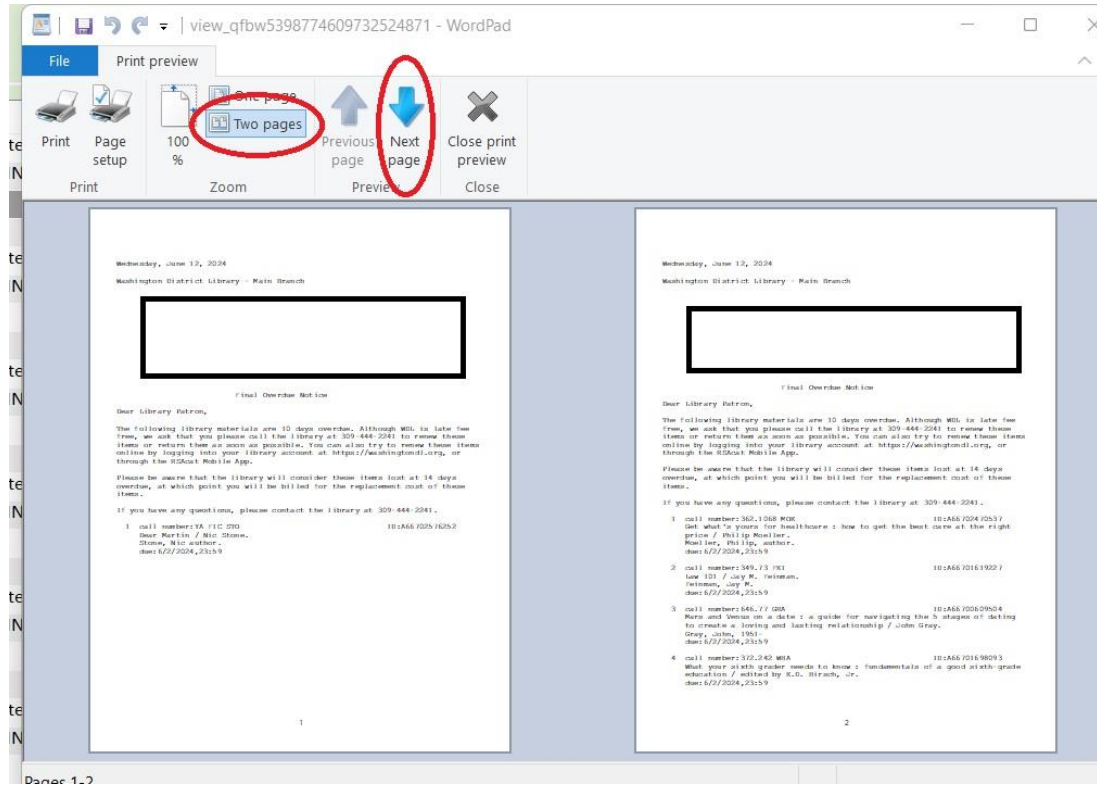 view_qfbw5398774609732524871 - WordPad
File Print preview
Print
Page setup
100 %
One page
Two pages
Previous page
Next page
Close print preview
Print Zoom Preview Close
Wednesday, June 12, 2024
Washington District Library - Main Branch
Final Overdue Notice
Dear Library Patron,
The following library materials are 10 days overdue. Although WDL is late fee
free, we ask that you please call the library at 309-444-2241 to renew these
items or return them as soon as possible. You can also try to renew these items
online by logging into your library account at https://washingtondl.org, or
through the RSAcat Mobile App.
Please be aware that the library will consider these items lost at 14 days
overdue, at which point you will be billed for the replacement cost of these
items.
If you have any questions, please contact the library at 309-444-2241.
1 call number:YA FIC STO ID:A66702576252
Dear Martin / Nic Stone.
Stone, Nic author.
due:6/2/2024,23:59
1
Wednesday, June 12, 2024
Washington District Library - Main Branch
Final Overdue Notice
Dear Library Patron,
The following library materials are 10 days overdue. Although WDL is late fee
free, we ask that you please call the library at 309-444-2241 to renew these
items or return them as soon as possible. You can also try to renew these items
online by logging into your library account at https://washingtondl.org, or
through the RSAcat Mobile App.
Please be aware that the library will consider these items lost at 14 days
overdue, at which point you will be billed for the replacement cost of these
items.
If you have any questions, please contact the library at 309-444-2241.
1 call number:362.1068 MOE ID:A66702470537
Get what's yours for healthcare : how to get the best care at the right
price / Philip Moeller.
Moeller, Philip, author.
due:6/2/2024,23:59
2 call number:349.73 FEI ID:A66701619227
Law 101 / Jay M. Feinman.
Feinman, Jay M.
due:6/2/2024,23:59
3 call number:646.77 GRA ID:A66700609504
Mars and Venus on a date : a guide for navigating the 5 stages of dating
to create a loving and lasting relationship / John Gray.
Gray, John, 1951-
due:6/2/2024,23:59
4 call number:372.242 WHA ID:A66701698093
What your sixth grader needs to know : fundamentals of a good sixth-grade
education / edited by E.D. Hirsch, Jr.
due:6/2/2024,23:59
2
Pages 1-2